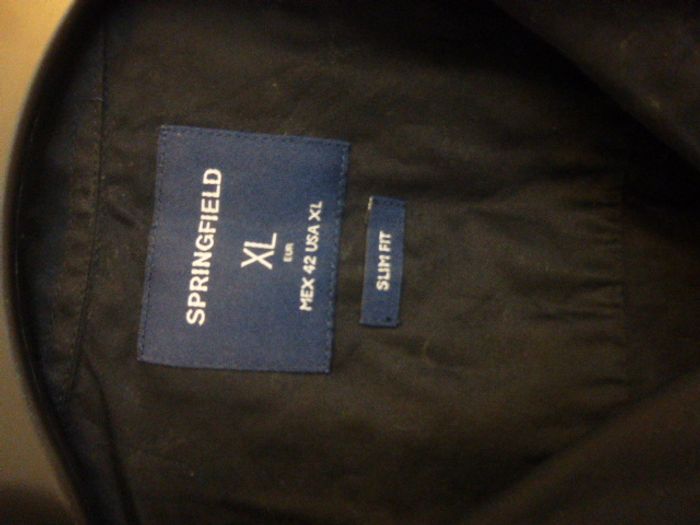 SPRINGFIELD
XL
EUR
MEX 42 USA XL
SLIM FIT